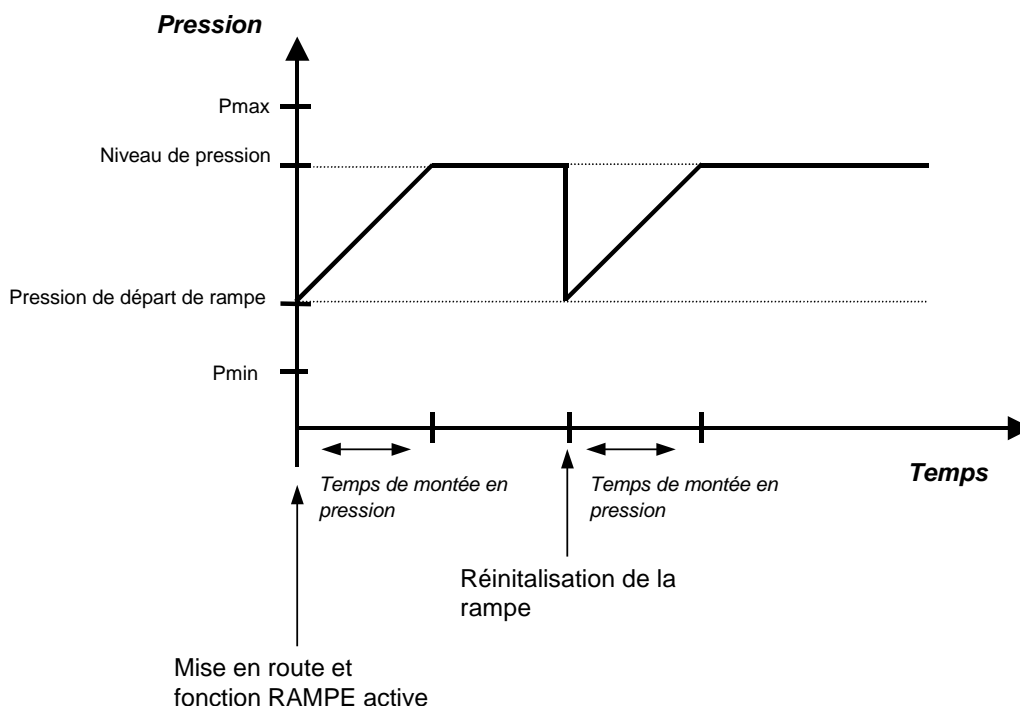 Pression
Pmax
Niveau de pression
Pression de départ de rampe
Pmin
Temps
Temps de montée en
pression
Temps de montée en
pression
Réinitalisation de la
rampe
Mise en route et
fonction RAMPE active